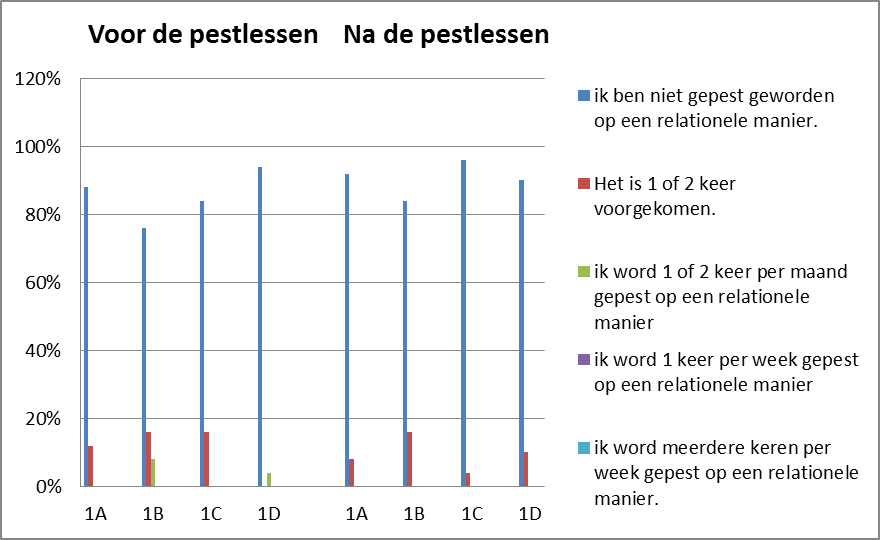 Voor de pestlessen Na de pestlessen
120%
100%
80%
60%
40%
20%
0%
1A 1B 1C 1D 1A 1B 1C 1D
ik ben niet gepest geworden
op een relationele manier.
Het is 1 of 2 keer
voorgekomen.
ik word 1 of 2 keer per maand
gepest op een relationele
manier
ik word 1 keer per week gepest
op een relationele manier
ik word meerdere keren per
week gepest op een relationele
manier.